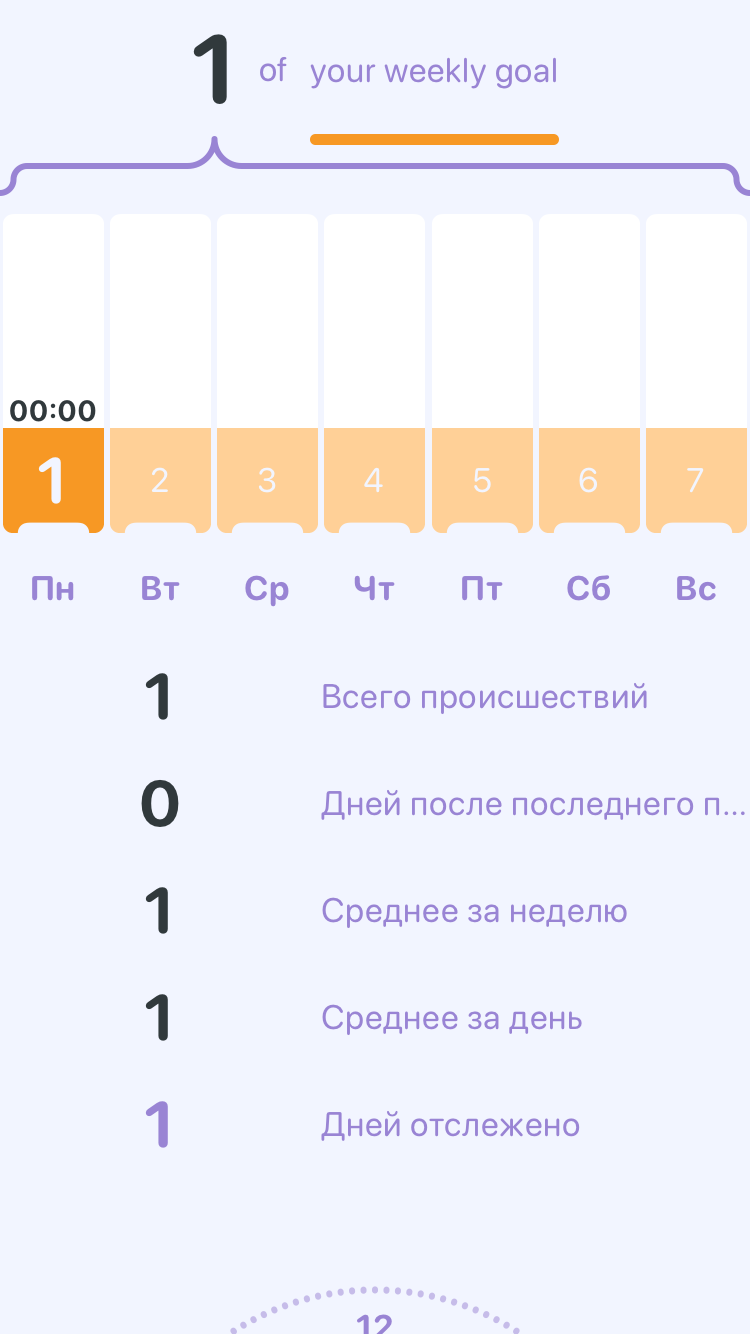 1 of your weekly goal
00:00
1 2 3 4 5 6 7
Пн Вт Ср Чт Пт Сб Вс
1 Всего происшествий
0 Дней после последнего п...
1 Среднее за неделю
1 Среднее за день
1 Дней отслежено
12